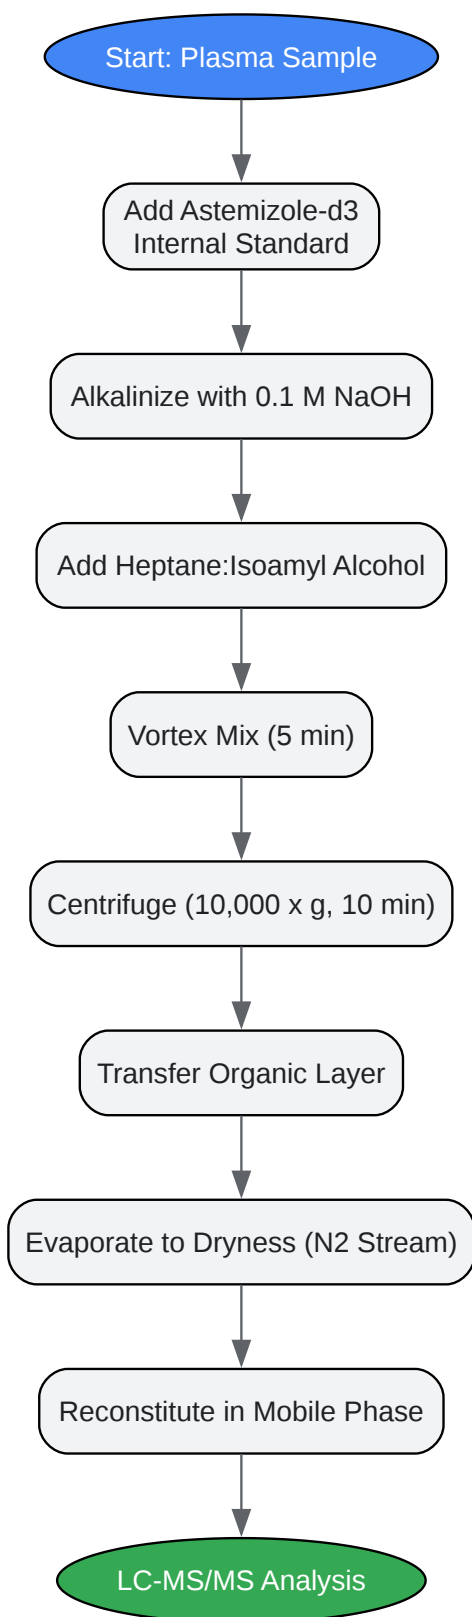 Start: Plasma Sample
Add Astemizole-d3
Internal Standard
Alkalinize with 0.1 M NaOH
Add Heptane:Isoamyl Alcohol
Vortex Mix (5 min)
Centrifuge (10,000 x g, 10 min)
Transfer Organic Layer
Evaporate to Dryness (N2 Stream)
Reconstitute in Mobile Phase
LC-MS/MS Analysis